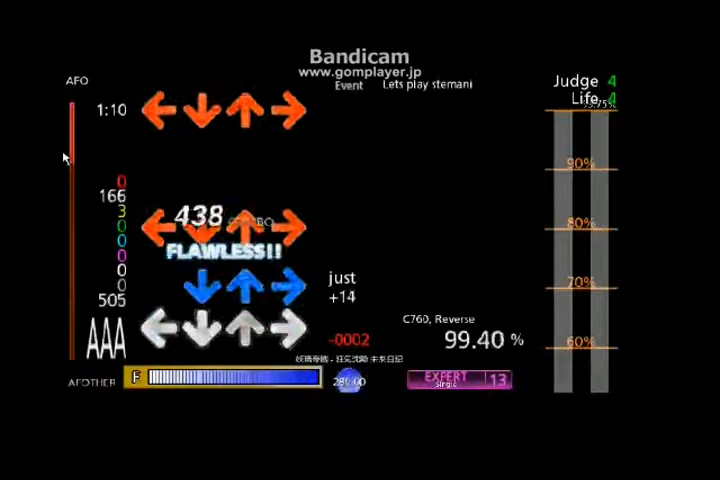 Bandicam
www.gomplayer.jp
AFO
Event
Lets play stemani
Judge 4
Life 4
1:10
90%
0
166
3
0
0
0
0
0
505
438
80%
FLAWLESS!!
just
+14
70%
C760, Reverse
AAA
-0002
99.40 %
60%
AFOTHER
F
EXPERT
Single
13